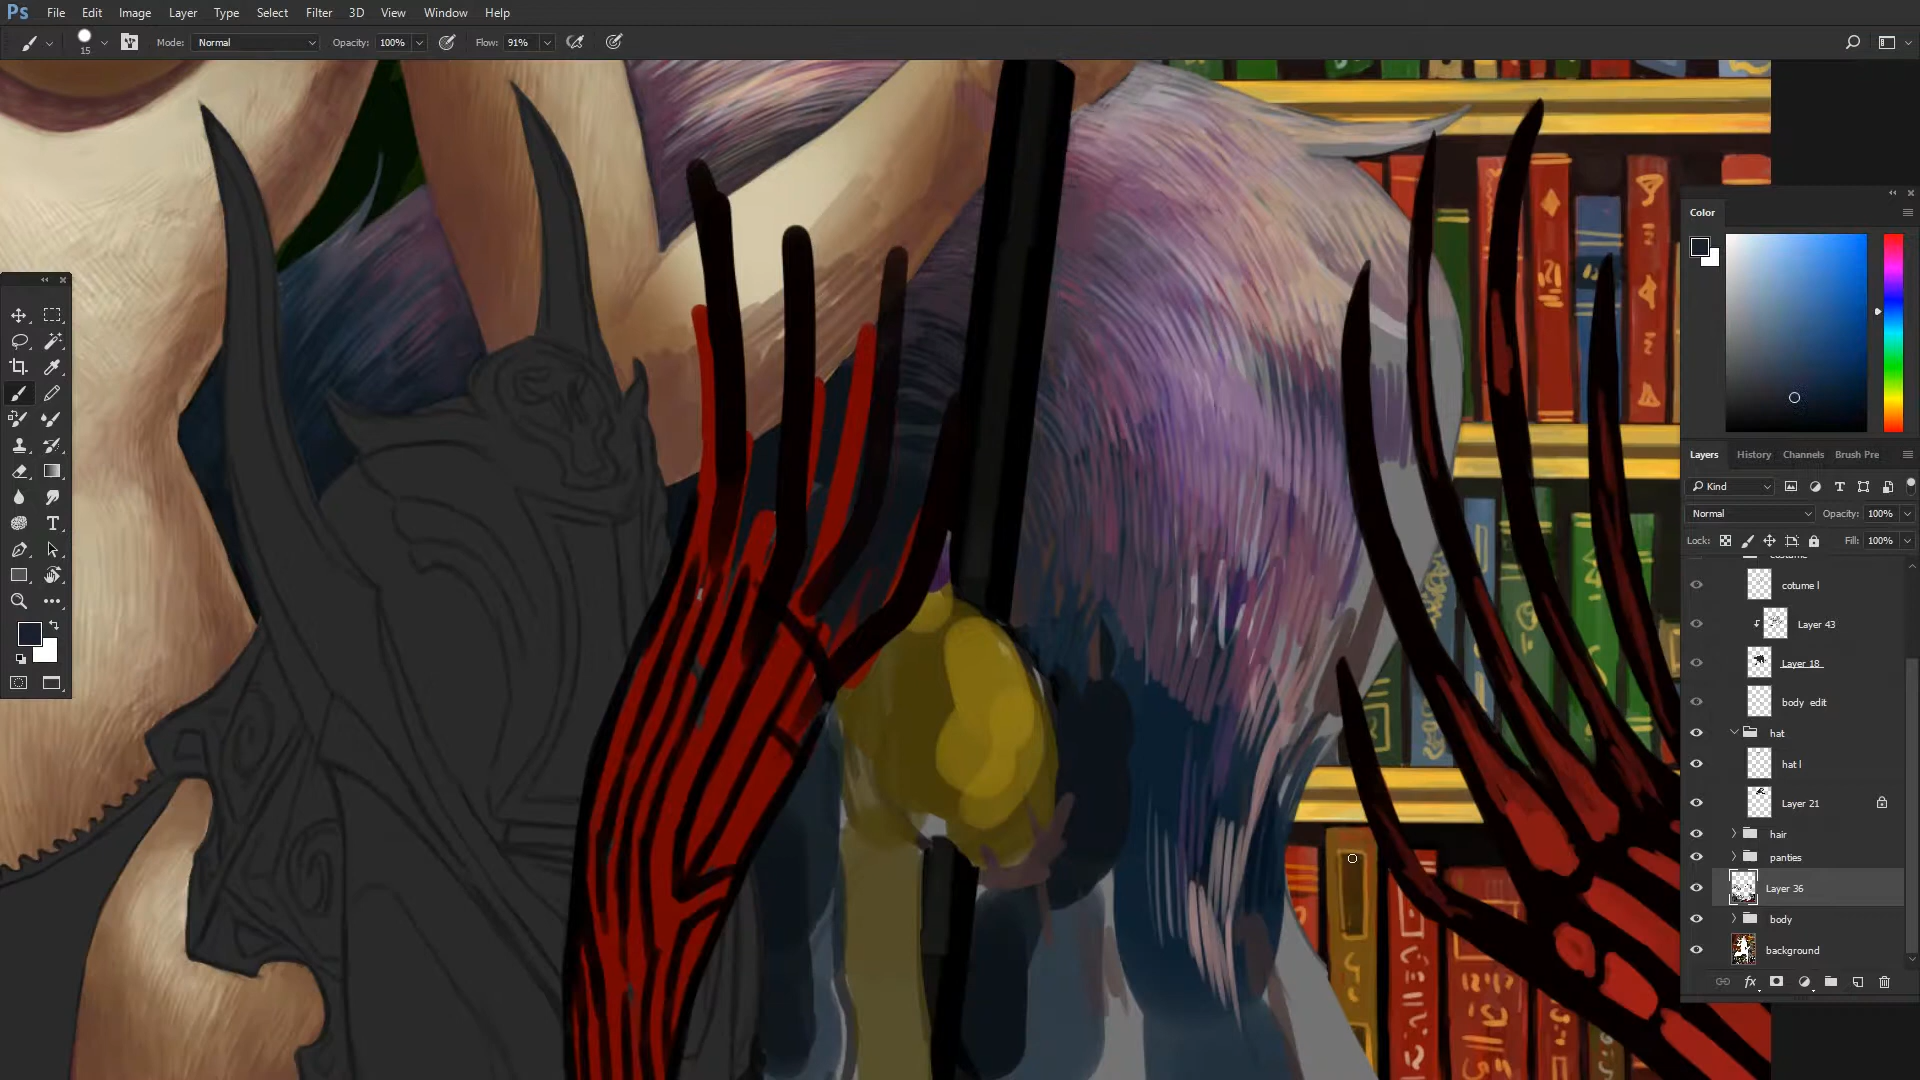 Ps File Edit Image Layer Type Select Filter 3D View Window Help
15 Mode: Normal Opacity: 100% Flow: 91%
Color
Layers History Channels Brush Pre
Kind
Normal Opacity: 100%
Lock: Fill: 100%
cotume l
Layer 43
Layer 18
body edit
hat
hat l
Layer 21
hair
panties
Layer 36
body
background